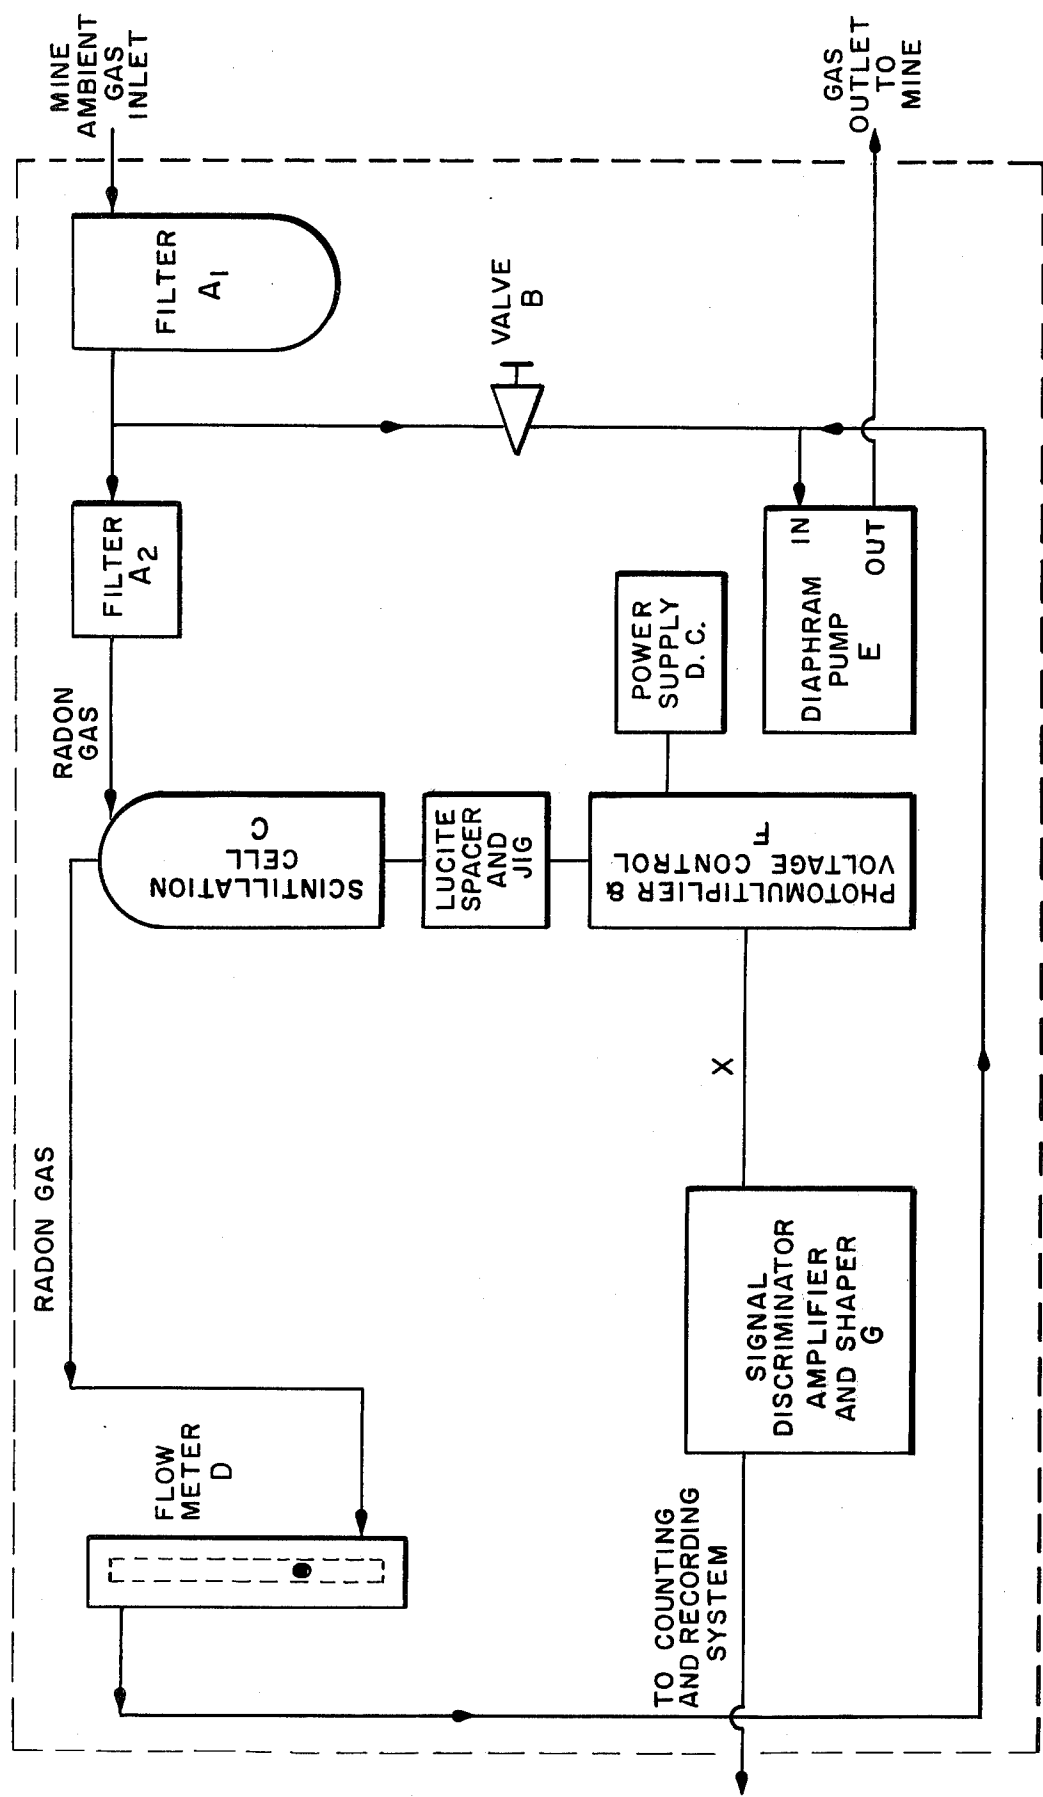 MINE
AMBIENT
GAS
INLET
GAS
OUTLET
TO
MINE
FILTER
A1
VALVE
B
FILTER
A2
RADON
GAS
POWER
SUPPLY
D.C.
IN
OUT
DIAPHRAM
PUMP
E
SCINTILLATION
CELL
C
LUCITE
SPACER
AND
JIG
PHOTOMULTIPLIER &
VOLTAGE CONTROL
F
X
RADON GAS
SIGNAL
DISCRIMINATOR
AMPLIFIER
AND SHAPER
G
FLOW
METER
D
TO COUNTING
AND RECORDING
SYSTEM